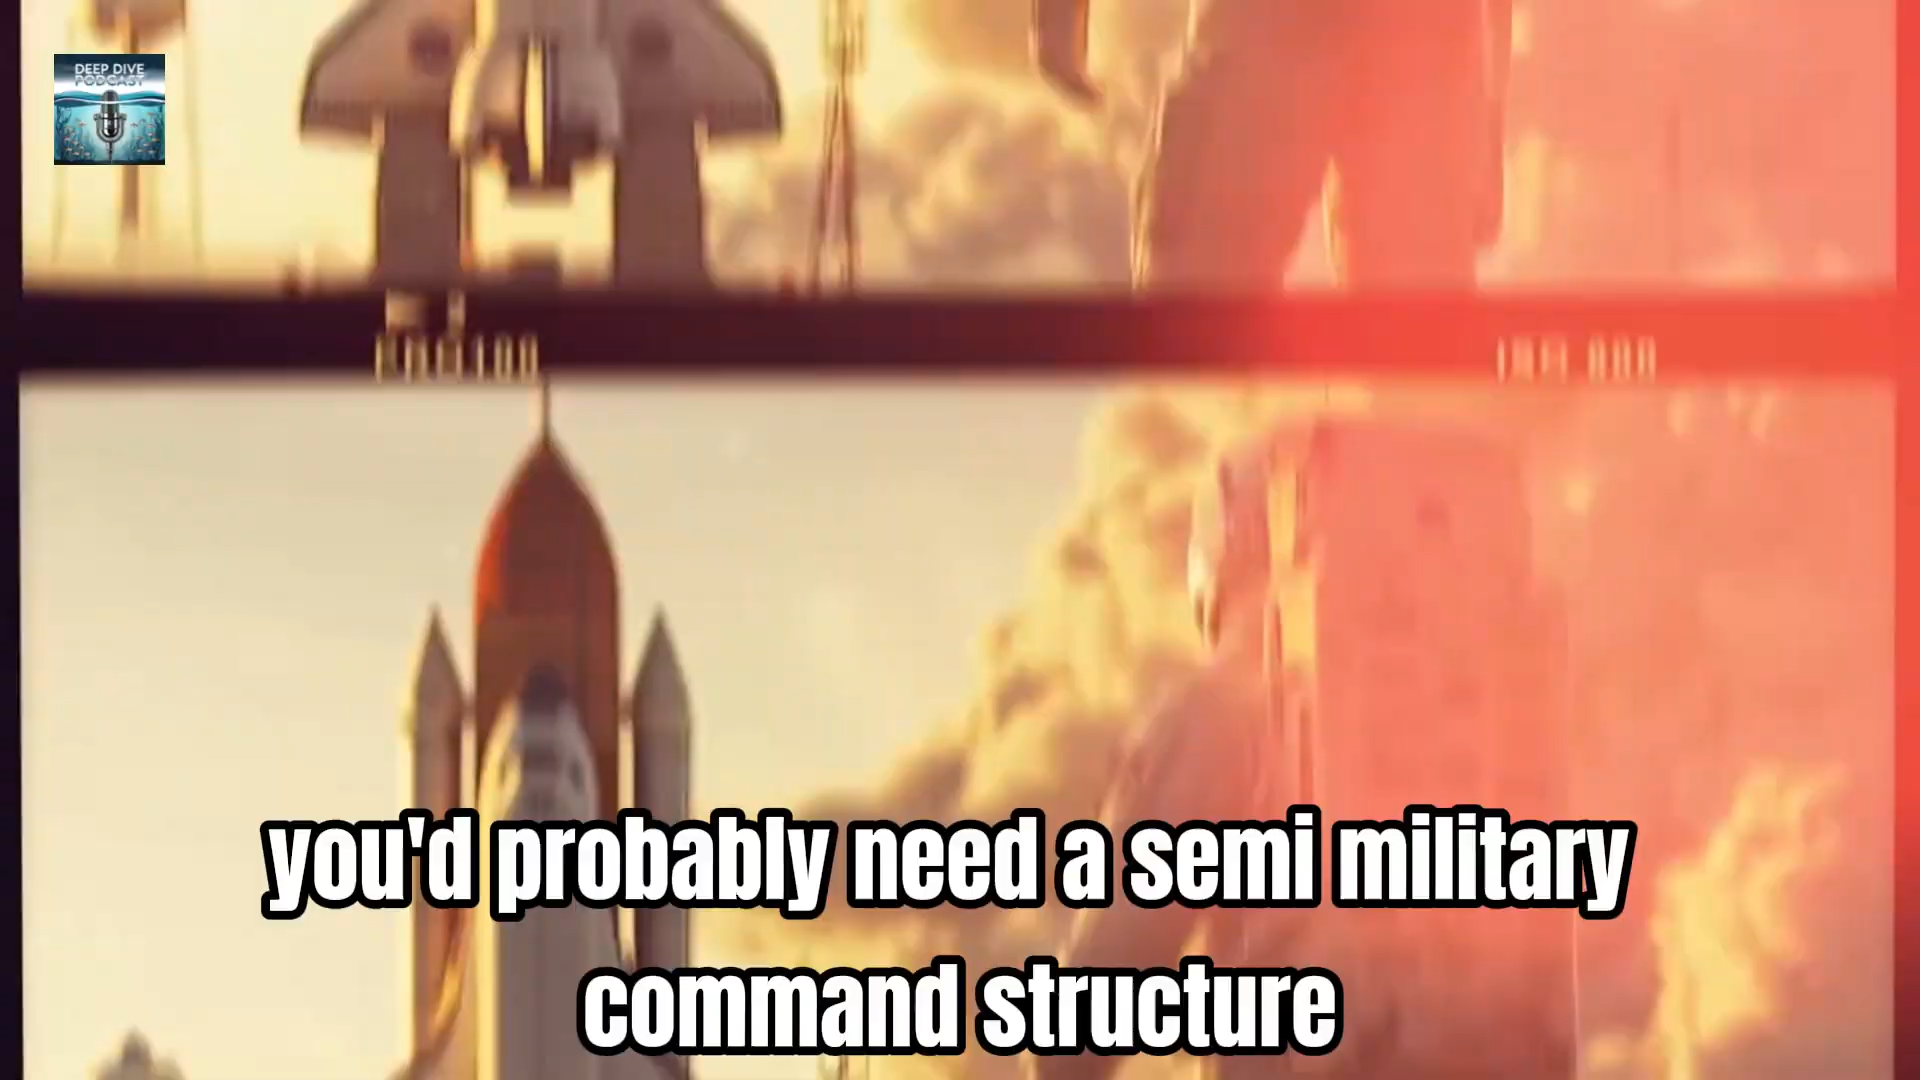 DEEP DIVE
PODCAST
you'd probably need a semi military
command structure